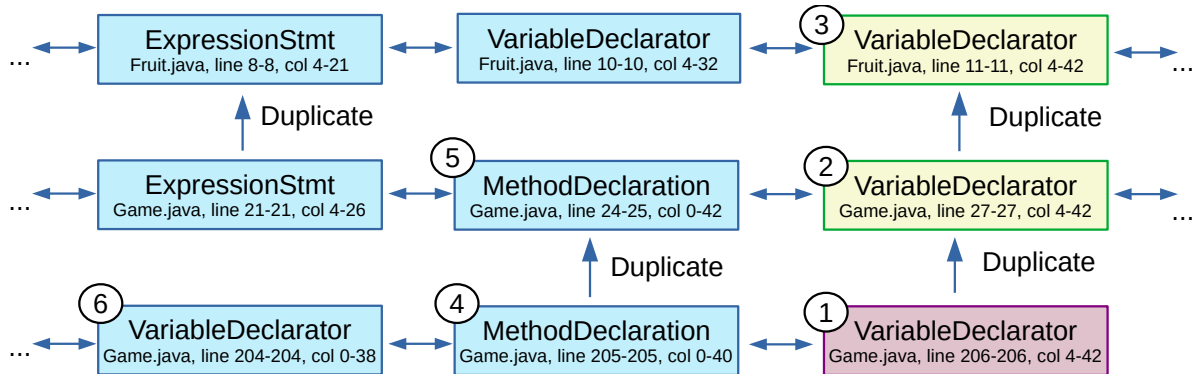 3
ExpressionStmt
Fruit.java, line 8-8, col 4-21
VariableDeclarator
Fruit.java, line 10-10, col 4-32
VariableDeclarator
Fruit.java, line 11-11, col 4-42
...
...
Duplicate
Duplicate
5
2
ExpressionStmt
Game.java, line 21-21, col 4-26
MethodDeclaration
Game.java, line 24-25, col 0-42
VariableDeclarator
Game.java, line 27-27, col 4-42
...
...
Duplicate
Duplicate
6
4
1
VariableDeclarator
Game.java, line 204-204, col 0-38
MethodDeclaration
Game.java, line 205-205, col 0-40
VariableDeclarator
Game.java, line 206-206, col 4-42
...